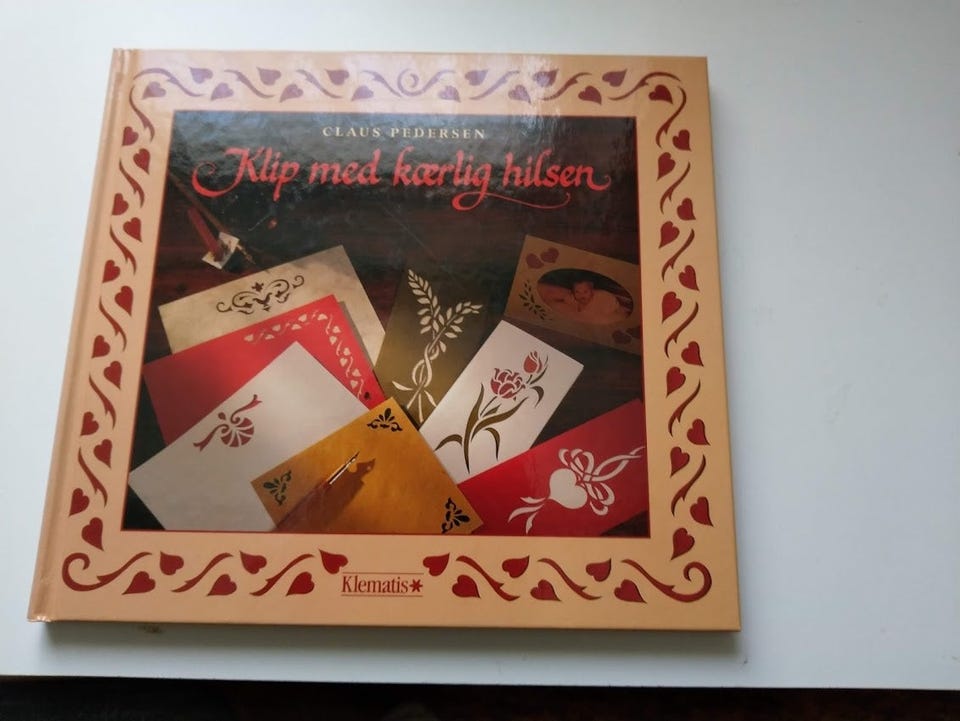 CLAUS PEDERSEN
Klip med kærlig hilsen
Klematis